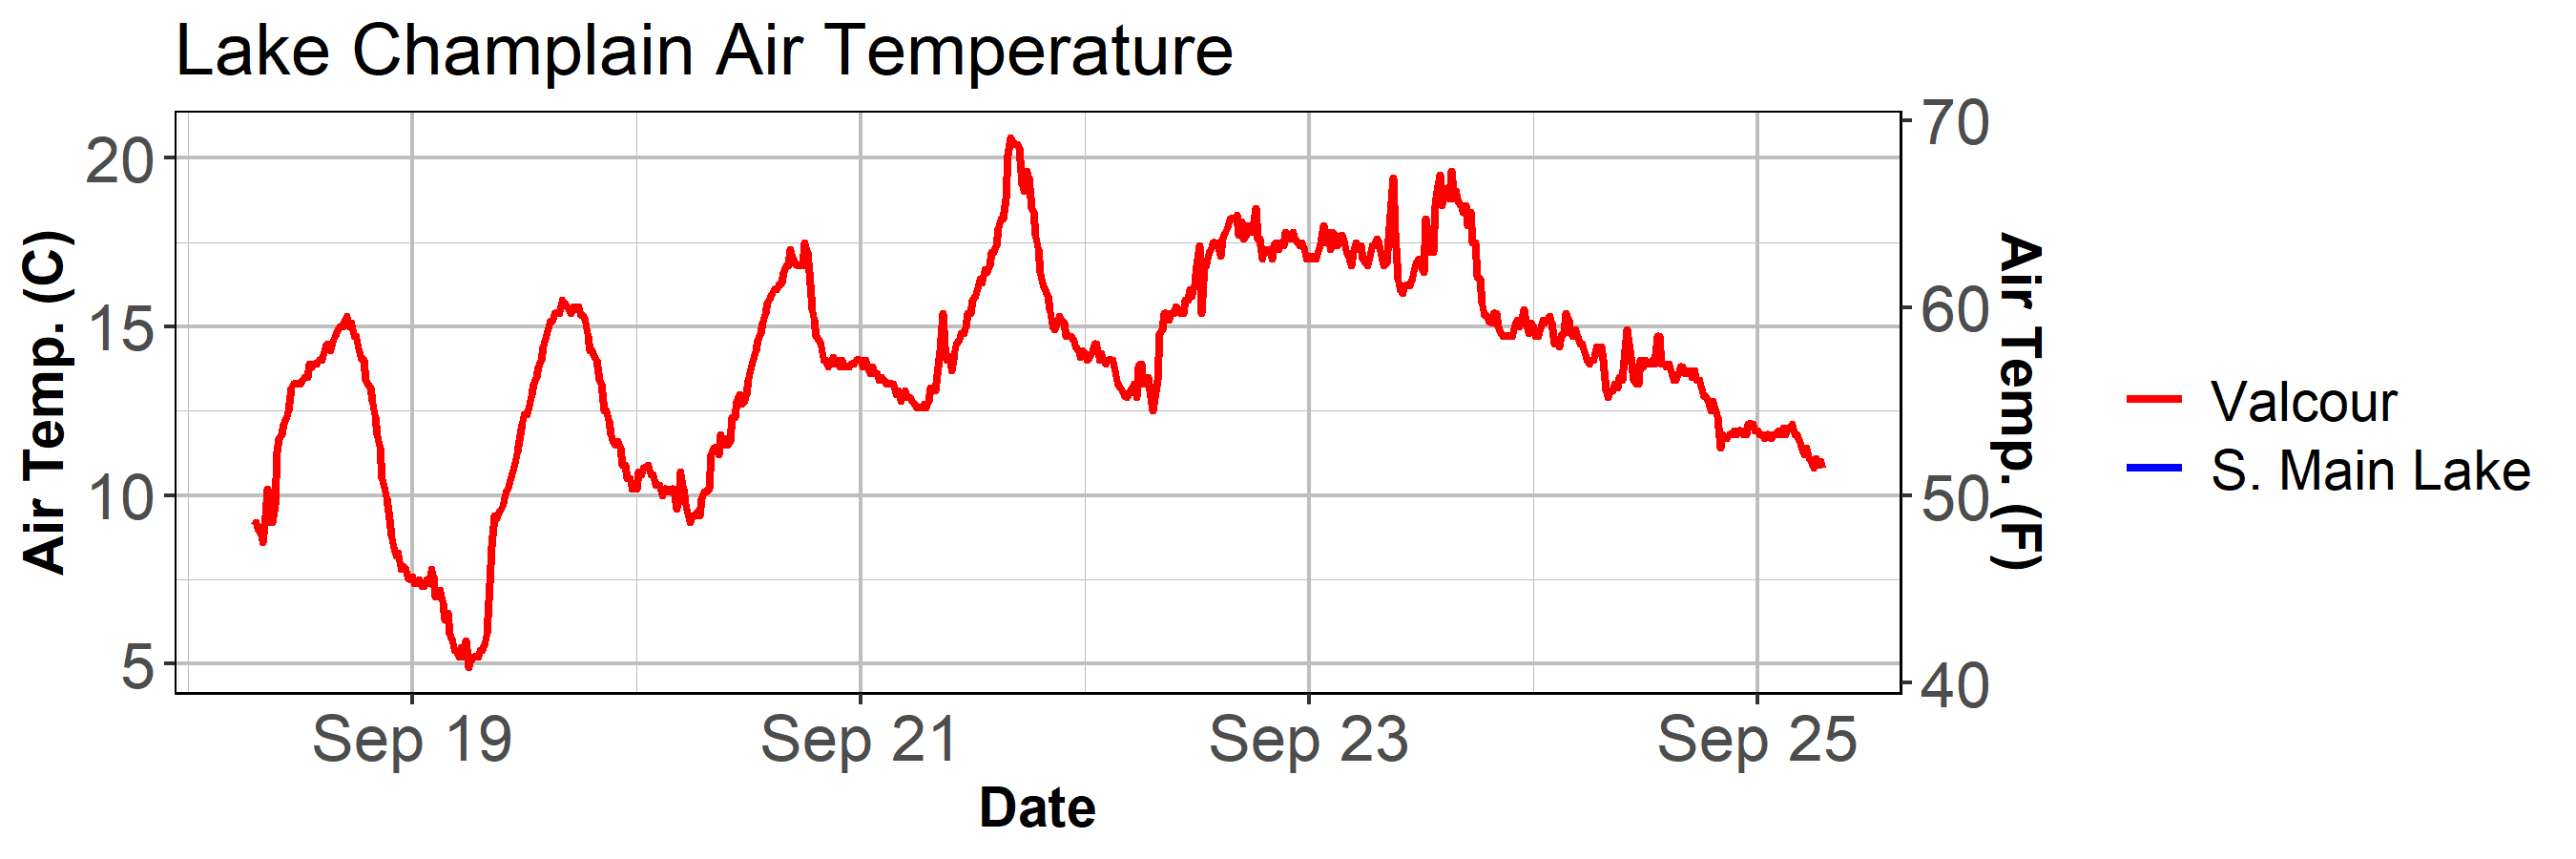 Lake Champlain Air Temperature
Air Temp. (C)
20
15
10
5
70
60
50
40
Air Temp. (F)
Sep 19
Sep 21
Sep 23
Sep 25
Date
Valcour
S. Main Lake